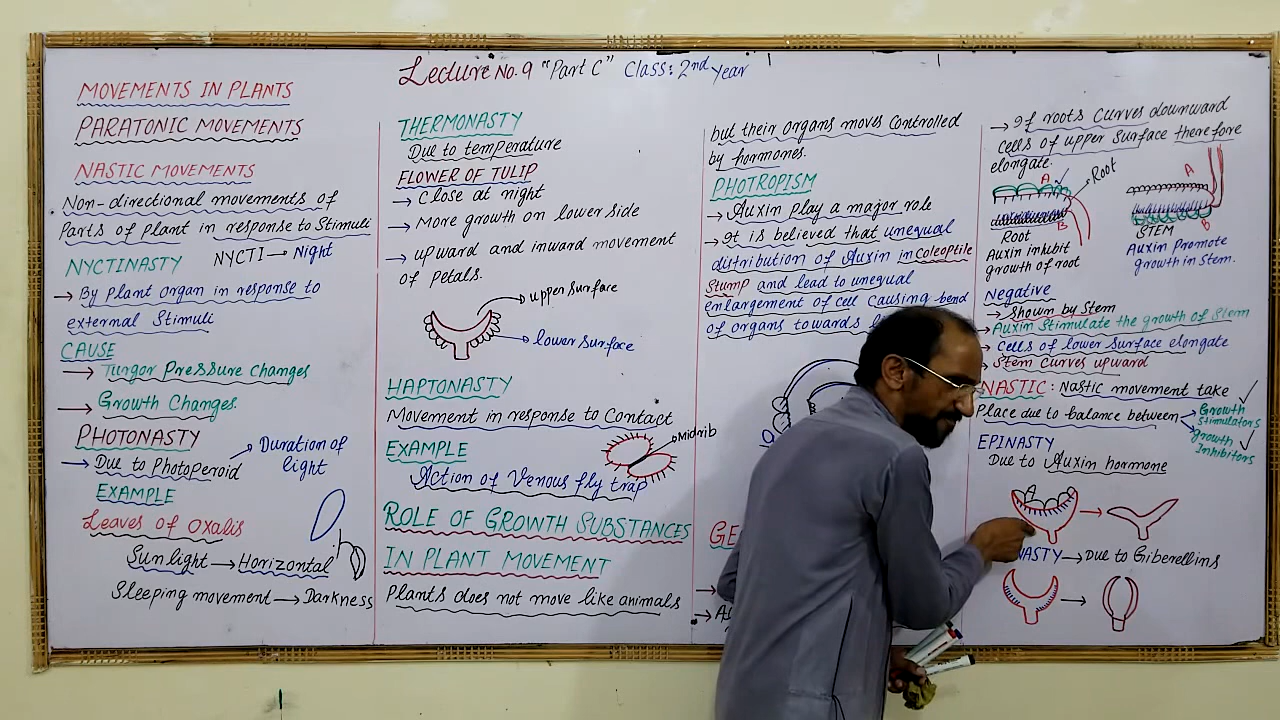 Lecture No. 9 "Part C" Class: 2nd Year
MOVEMENTS IN PLANTS
PARATONIC MOVEMENTS
NASTIC MOVEMENTS
Non-directional movements of
Parts of plant in response to Stimuli
NYCTINASTY NYCTI → Night
→ By plant organ in response to
external Stimuli
CAUSE
→ Turgor Pressure Changes
→ Growth Changes.
PHOTONASTY
→ Due to Photoperoid → Duration of
light
EXAMPLE
Leaves of Oxalis
Sunlight → Horizontal
Sleeping movement → Darkness
THERMONASTY
Due to temperature
FLOWER OF TULIP
→ Close at night
→ More growth on lower side
→ upward and inward movement
of petals.
upper surface
lower surface
HAPTONASTY
Movement in response to Contact
EXAMPLE
Midrib
Action of Venous fly trap
ROLE OF GROWTH SUBSTANCES
IN PLANT MOVEMENT
Plants does not move like animals
but their organs moves controlled
by hormones.
PHOTROPISM
→ Auxin play a major role
→ It is believed that unequal
distribution of Auxin in coleoptile
Stump and lead to unequal
enlargement of cell causing bend
of organs towards
GE
→
→ A
→ If roots curves downward
cells of upper surface therefore
elongate.
A Root
B
Root
Auxin inhibit
growth of root
A
B
STEM
Auxin Promote
growth in stem.
Negative
→ Shown by Stem
→ Auxin Stimulate the growth of Stem
→ Cells of lower surface elongate
→ Stem curves upward
NASTIC: Nastic movement take
Place due to balance between → Growth
Stimulators
→ growth
Inhibitors
EPINASTY
Due to Auxin hormone
NASTY → Due to Giberellins